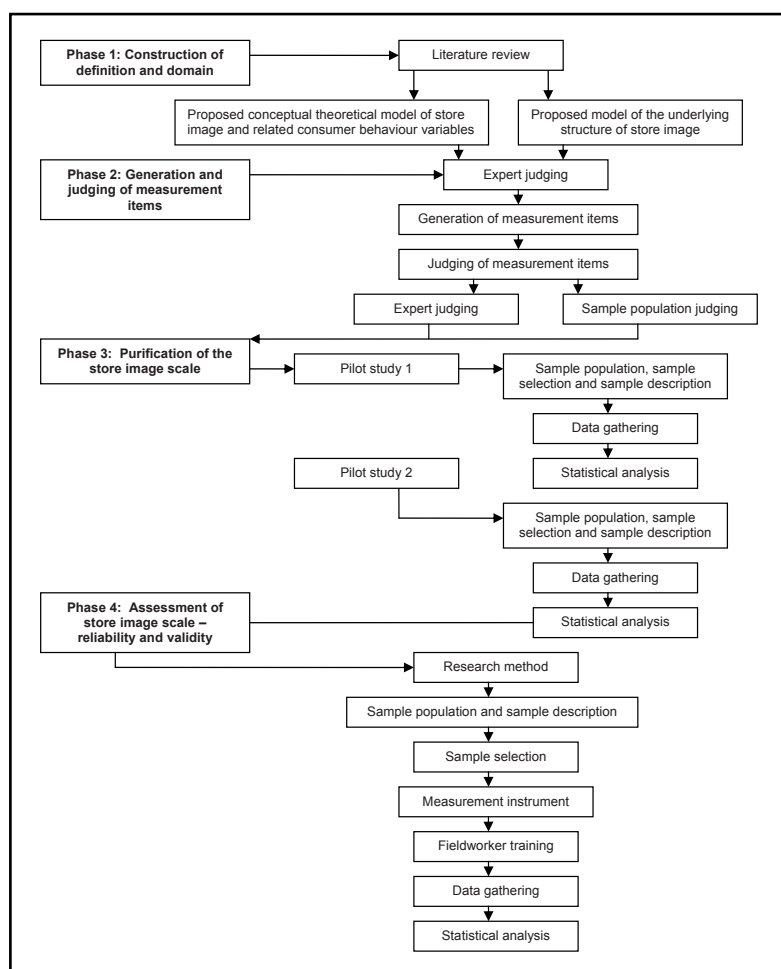 Phase 1: Construction of
definition and domain
Literature review
Proposed conceptual theoretical model of store
image and related consumer behaviour variables
Proposed model of the underlying
structure of store image
Phase 2: Generation and
judging of measurement
items
Expert judging
Generation of measurement items
Judging of measurement items
Expert judging
Sample population judging
Phase 3: Purification of the
store image scale
Pilot study 1
Sample population, sample
selection and sample description
Data gathering
Statistical analysis
Pilot study 2
Sample population, sample
selection and sample description
Data gathering
Statistical analysis
Phase 4: Assessment of
store image scale –
reliability and validity
Research method
Sample population and sample description
Sample selection
Measurement instrument
Fieldworker training
Data gathering
Statistical analysis